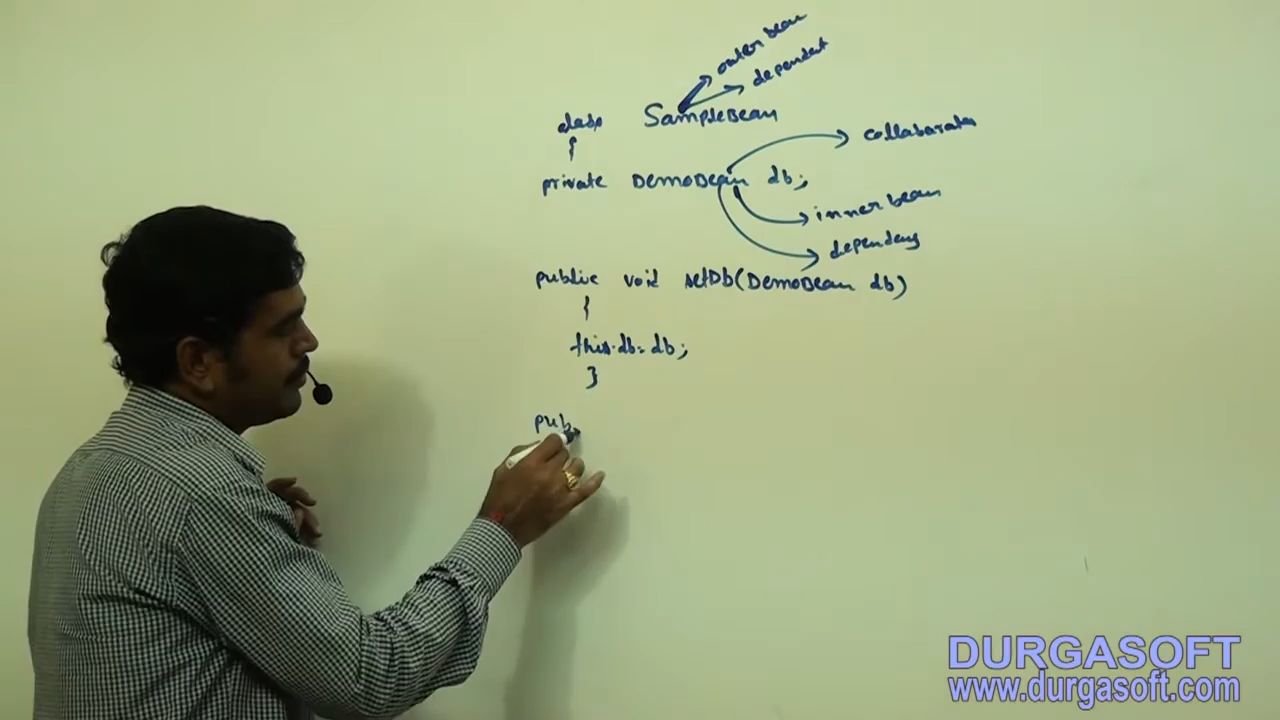 outer bean
dependent
class SampleBean
{
collabarator
private DemoBean db;
inner bean
dependency
public void setDb(DemoBean db)
{
this.db=db;
}
pub
DURGASOFT
www.durgasoft.com